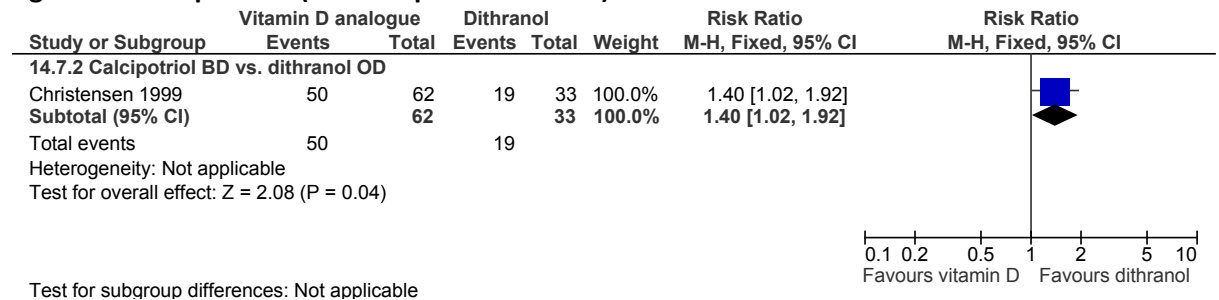 Vitamin D analogue Dithranol Risk Ratio Risk Ratio
Study or Subgroup Events Total Events Total Weight M-H, Fixed, 95% CI M-H, Fixed, 95% CI
14.7.2 Calcipotriol BD vs. dithranol OD
Christensen 1999 50 62 19 33 100.0% 1.40 [1.02, 1.92]
Subtotal (95% CI) 62 33 100.0% 1.40 [1.02, 1.92]
Total events 50 19
Heterogeneity: Not applicable
Test for overall effect: Z = 2.08 (P = 0.04)
0.1 0.2 0.5 1 2 5 10
Favours vitamin D Favours dithranol
Test for subgroup differences: Not applicable